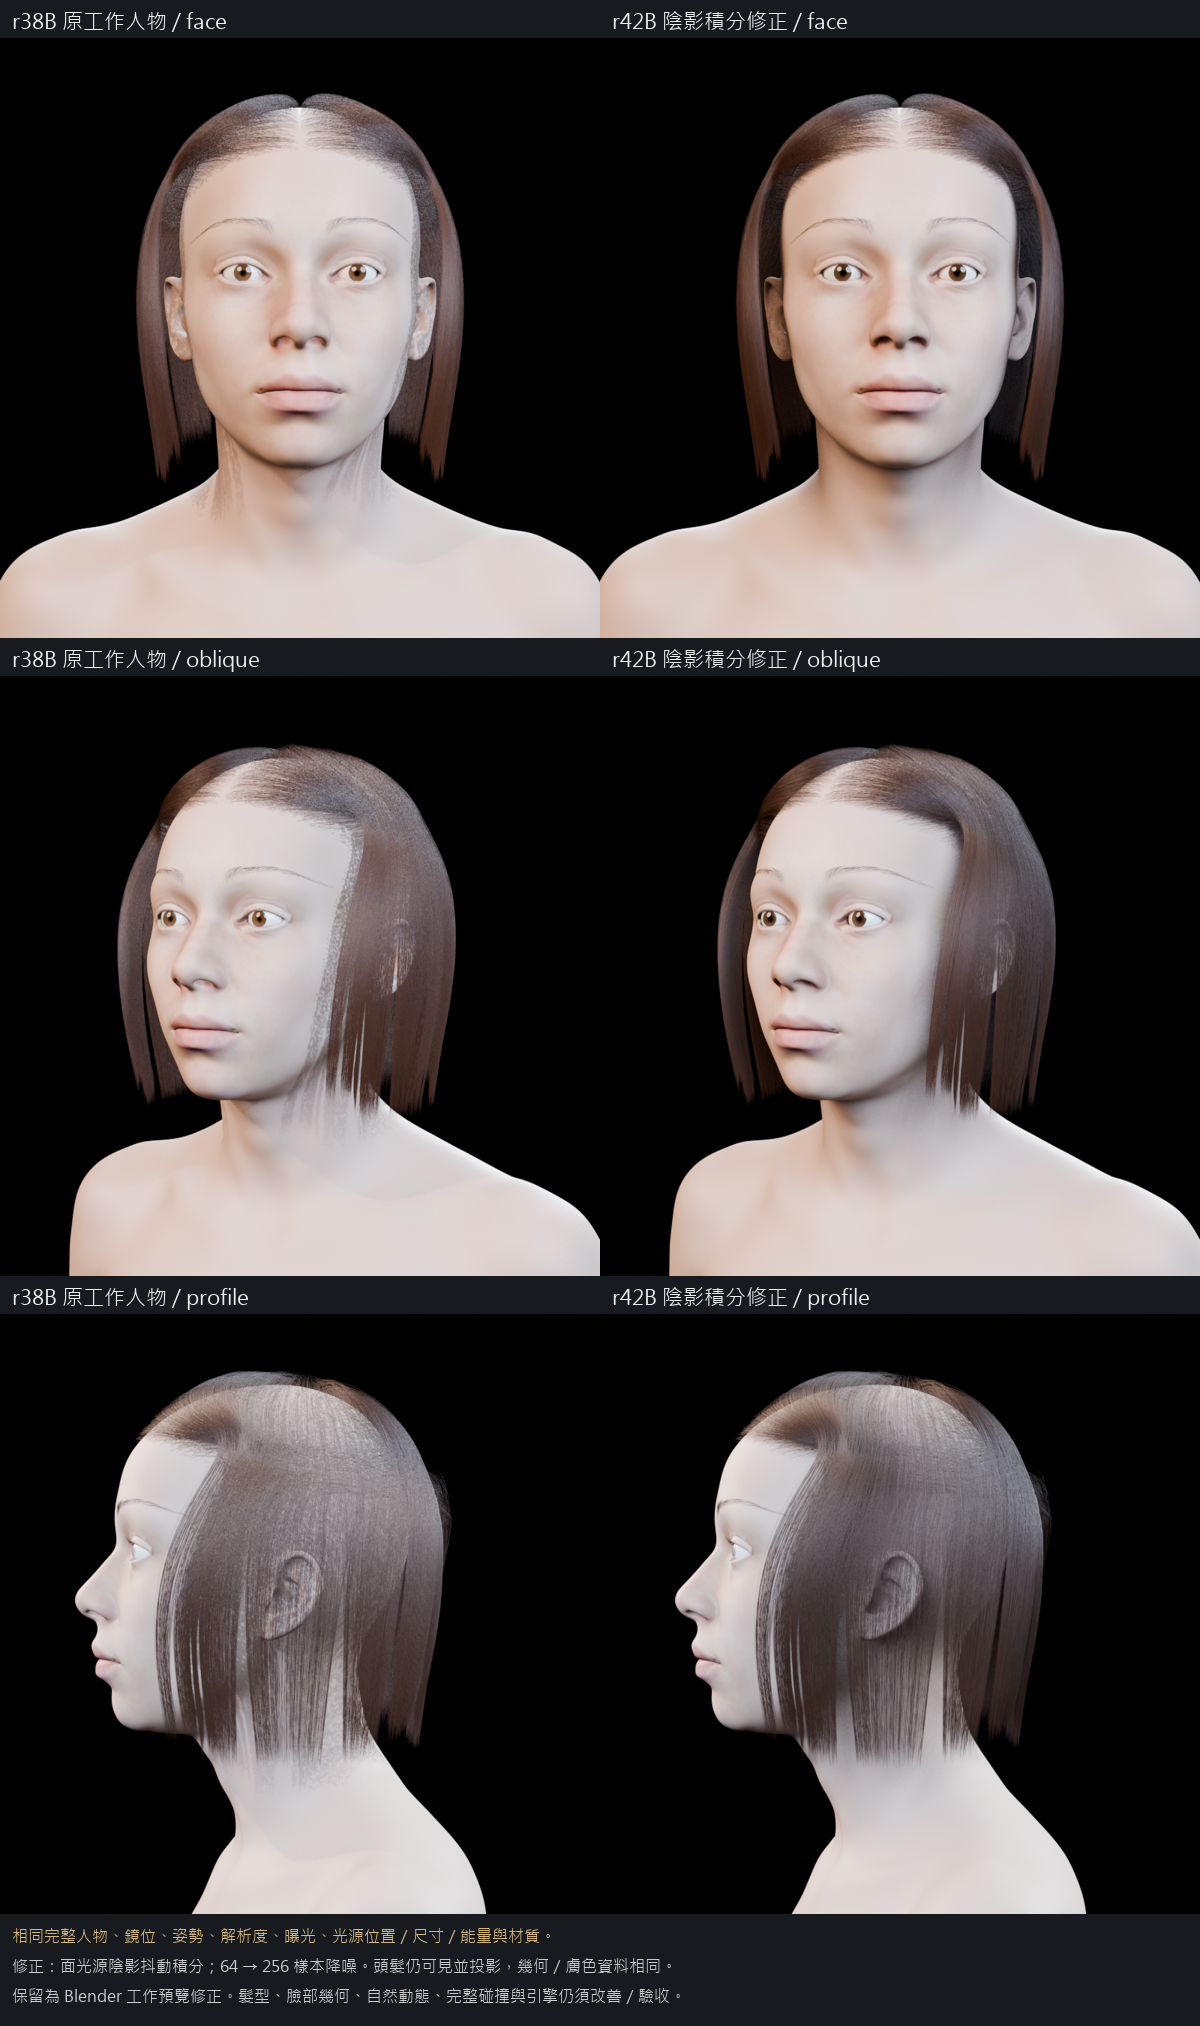 r38B 原工作人物 / face
r42B 陰影積分修正 / face
r38B 原工作人物 / oblique
r42B 陰影積分修正 / oblique
r38B 原工作人物 / profile
r42B 陰影積分修正 / profile
相同完整人物、鏡位、姿勢、解析度、曝光、光源位置 / 尺寸 / 能量與材質。
修正：面光源陰影抖動積分；64 → 256 樣本降噪。頭髮仍可見並投影，幾何 / 膚色資料相同。
保留為 Blender 工作預覽修正。髮型、臉部幾何、自然動態、完整碰撞與引擎仍須改善 / 驗收。